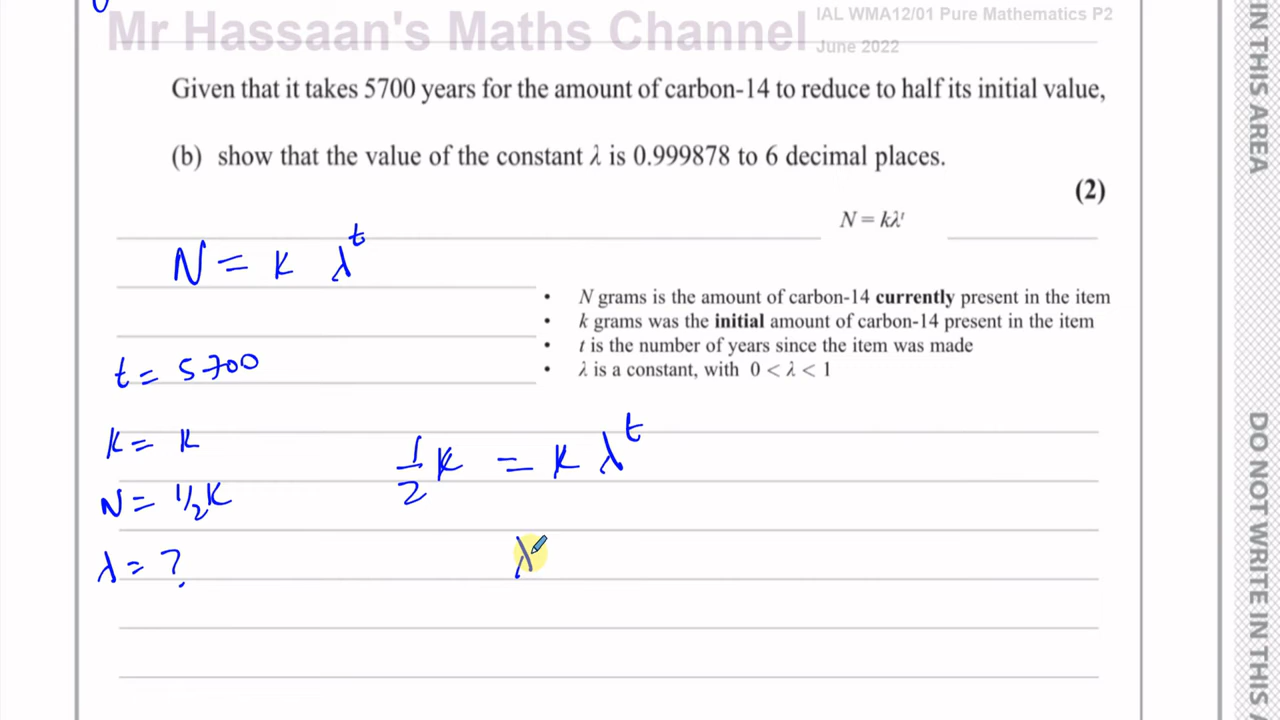 Mr Hassaan's Maths Channel
IAL WMA12/01 Pure Mathematics P2
June 2022
Given that it takes 5700 years for the amount of carbon-14 to reduce to half its initial value,
(b) show that the value of the constant λ is 0.999878 to 6 decimal places.
(2)
N = kλᵗ
N = k λᵗ
• N grams is the amount of carbon-14 currently present in the item
• k grams was the initial amount of carbon-14 present in the item
• t is the number of years since the item was made
• λ is a constant, with 0 < λ < 1
t = 5700
k = k
N = 1/2 k
λ = ?
1/2 k = k λᵗ
λ
IN THIS AREA
DO NOT WRITE IN THIS A